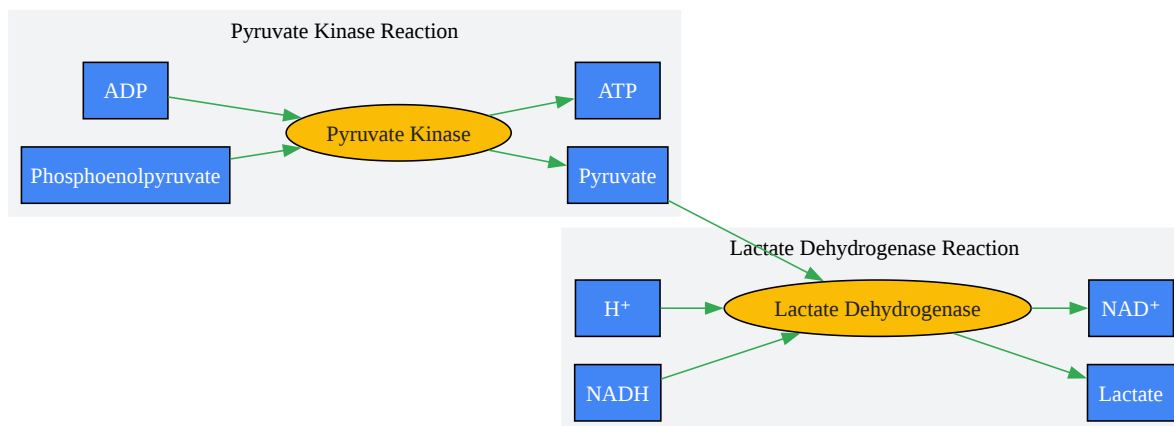 Pyruvate Kinase Reaction
ADP
ATP
Pyruvate Kinase
Phosphoenolpyruvate
Pyruvate
Lactate Dehydrogenase Reaction
H⁺
Lactate Dehydrogenase
NAD⁺
NADH
Lactate